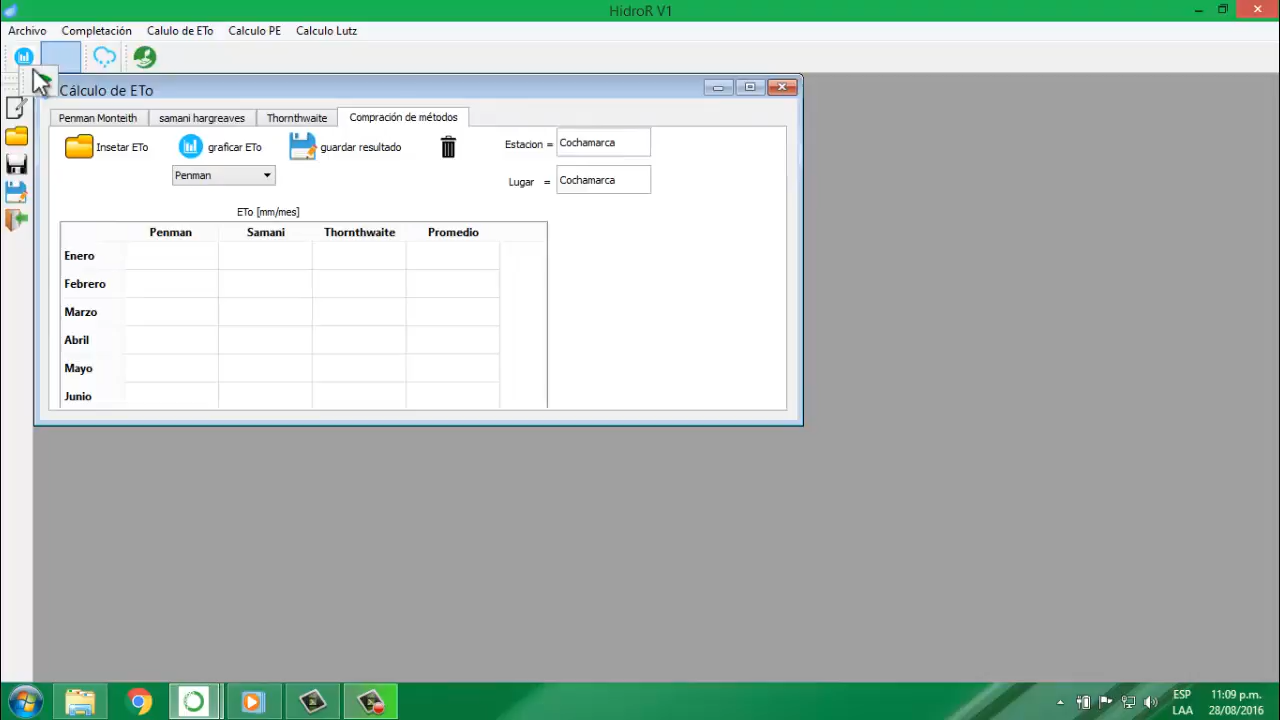 HidroR V1
Archivo Completación Calulo de ETo Calculo PE Calculo Lutz
Cálculo de ETo
Penman Monteith samani hargreaves Thornthwaite Compración de métodos
Insetar ETo graficar ETo guardar resultado Estacion = Cochamarca
Penman Lugar = Cochamarca
ETo [mm/mes]
Penman Samani Thornthwaite Promedio
Enero
Febrero
Marzo
Abril
Mayo
Junio
ESP 11:09 p.m.
LAA 28/08/2016